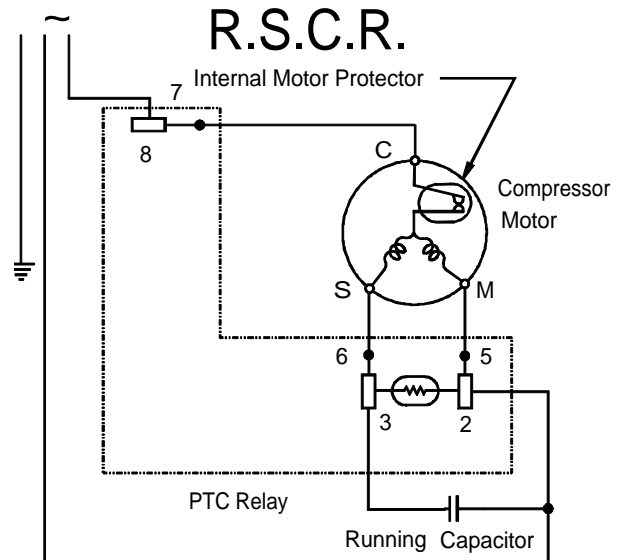 ~
R.S.C.R.
Internal Motor Protector
7
8
C
Compressor
Motor
S
M
6
5
3
2
PTC Relay
Running Capacitor